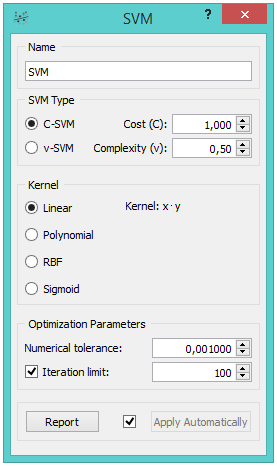 SVM
?
Name
SVM
SVM Type
C-SVM Cost (C): 1,000
ν-SVM Complexity (ν): 0,50
Kernel
Linear Kernel: x·y
Polynomial
RBF
Sigmoid
Optimization Parameters
Numerical tolerance: 0,001000
Iteration limit: 100
Report Apply Automatically